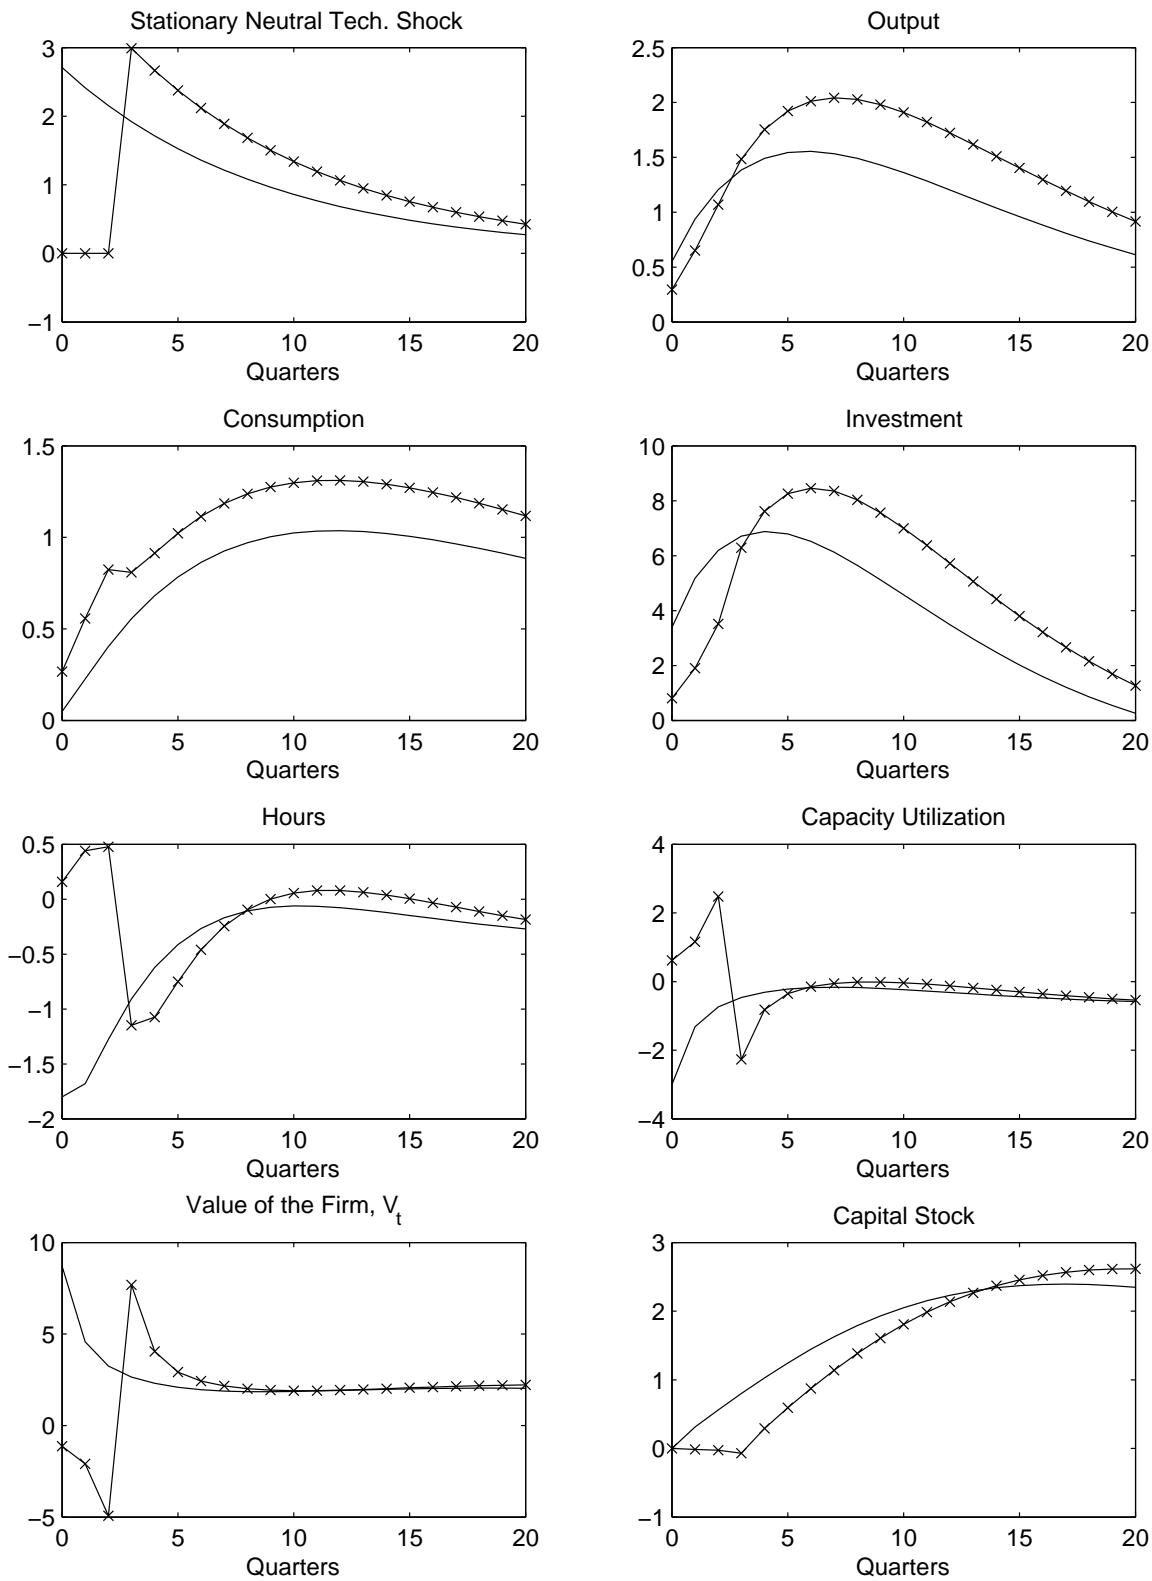 Stationary Neutral Tech. Shock
3
2
1
0
−1
0 5 10 15 20
Quarters
Output
2.5
2
1.5
1
0.5
0
0 5 10 15 20
Quarters
Consumption
1.5
1
0.5
0
0 5 10 15 20
Quarters
Investment
10
8
6
4
2
0
0 5 10 15 20
Quarters
Hours
0.5
0
−0.5
−1
−1.5
−2
0 5 10 15 20
Quarters
Capacity Utilization
4
2
0
−2
−4
0 5 10 15 20
Quarters
Value of the Firm, V_t
10
5
0
−5
0 5 10 15 20
Quarters
Capital Stock
3
2
1
0
−1
0 5 10 15 20
Quarters